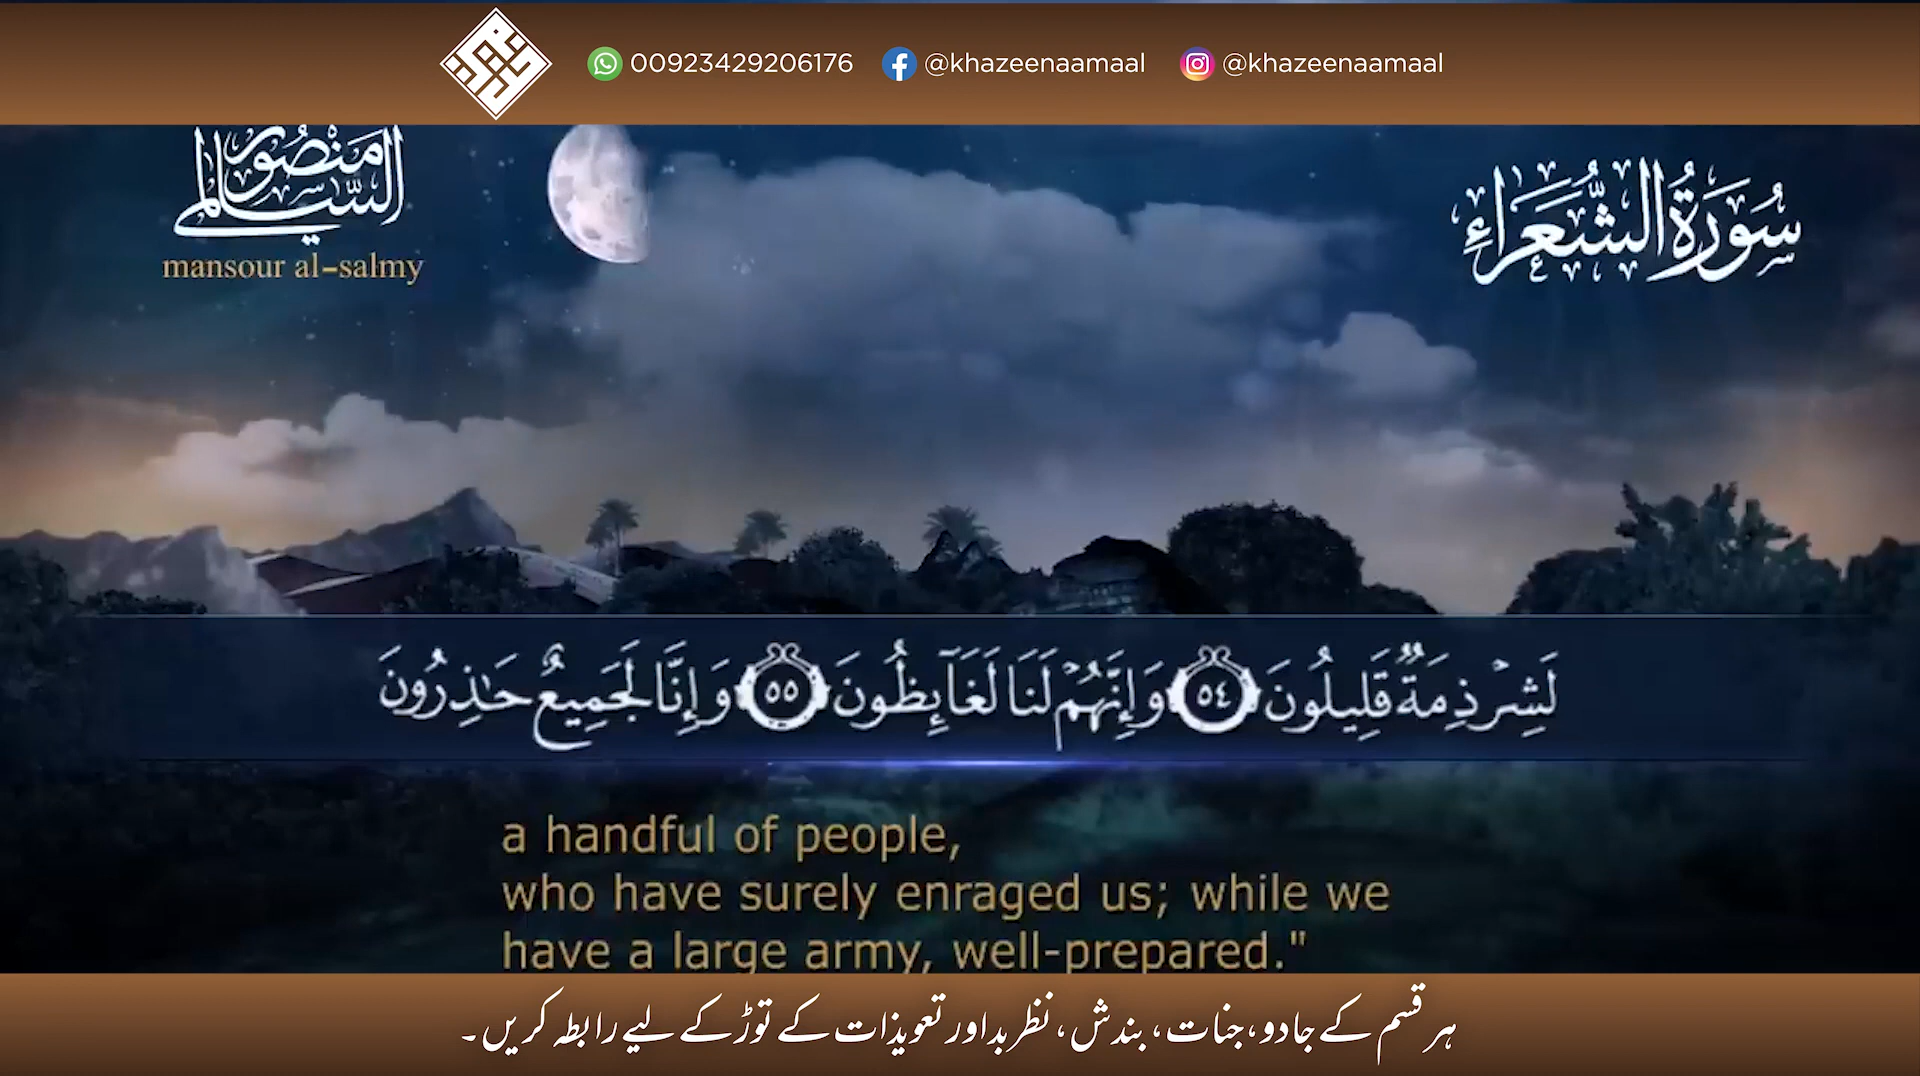 00923429206176 @khazeenaamaal @khazeenaamaal
منصور السالمي
mansour al-salmy
سُورَةُ الشُّعَرَاءِ
لَشِرْذِمَةٌ قَلِيلُونَ ٥٤ وَإِنَّهُمْ لَنَا لَغَآئِظُونَ ٥٥ وَإِنَّا لَجَمِيعٌ حَٰذِرُونَ
a handful of people,
who have surely enraged us; while we
have a large army, well-prepared."
ہر قسم کے جادو، جنات، بندش، نظر بد اور تعویذات کے توڑ کے لیے رابطہ کریں۔